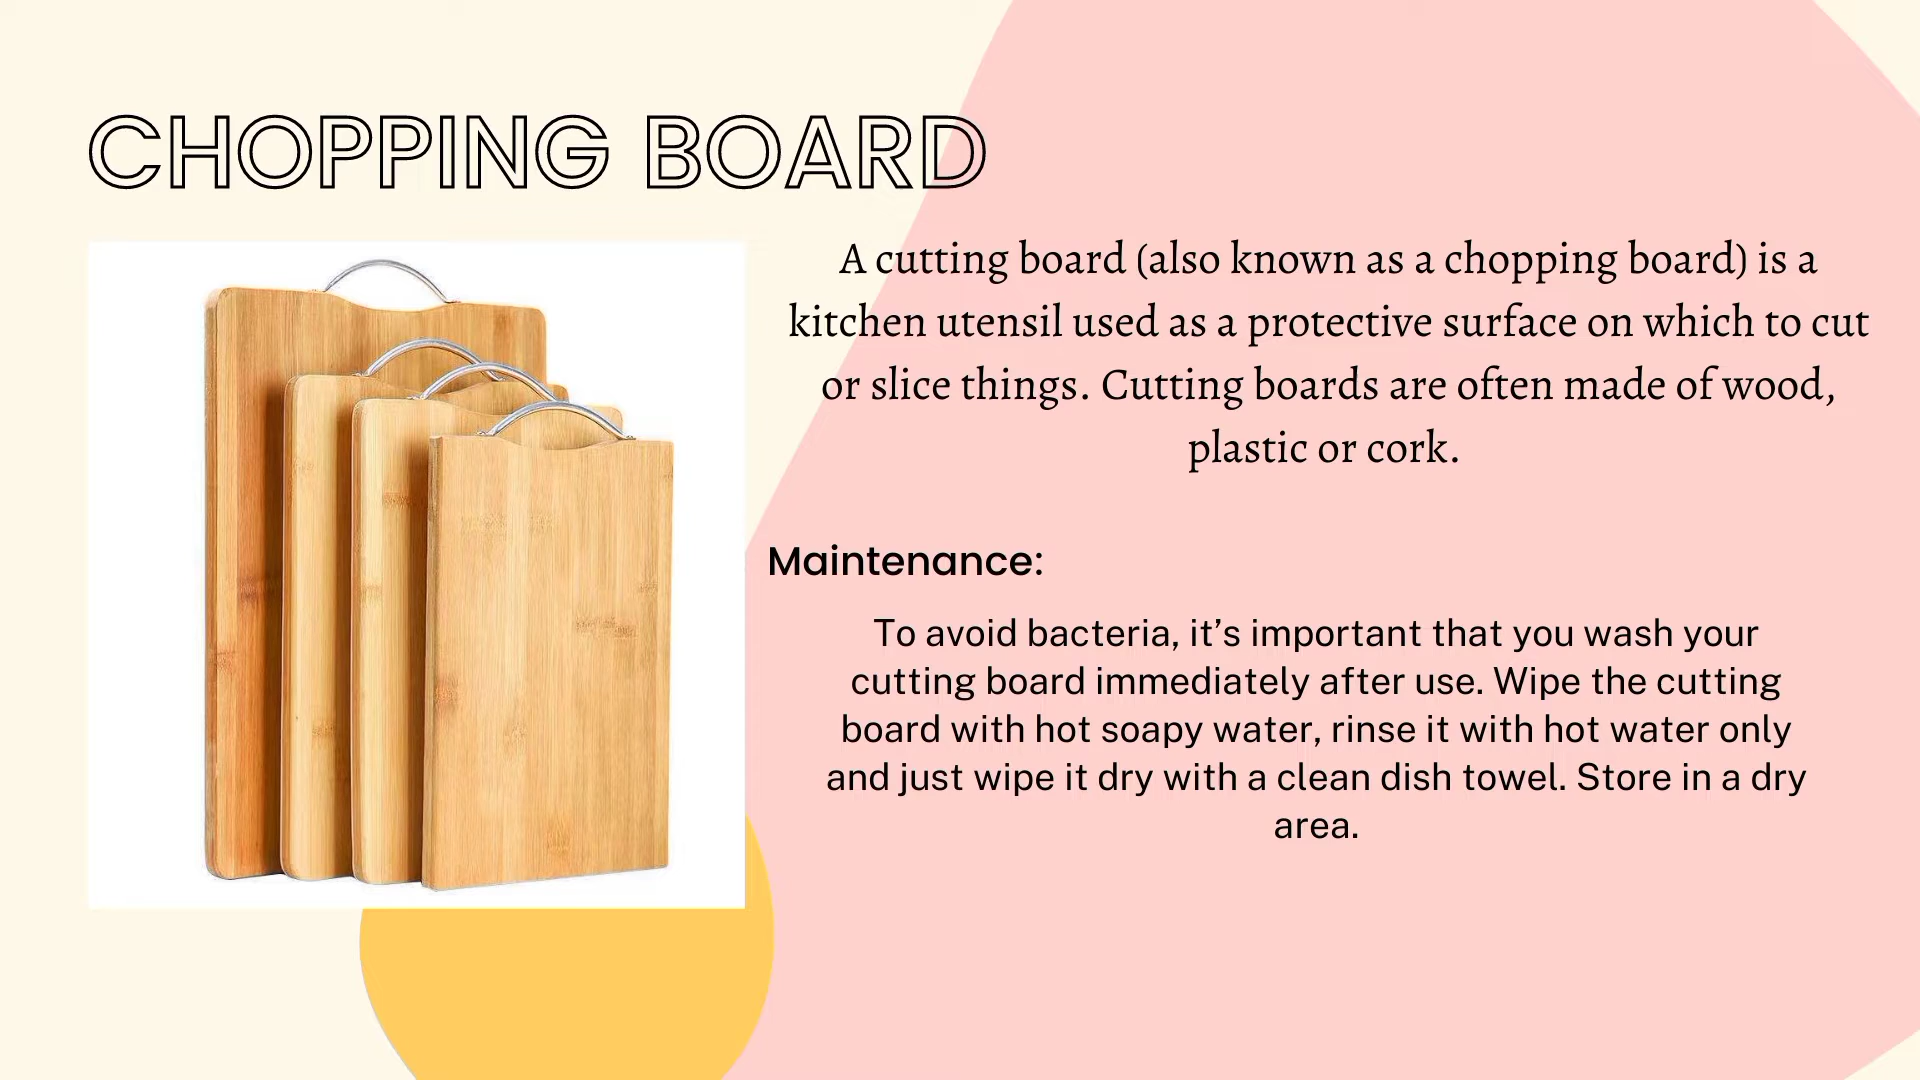 CHOPPING BOARD
A cutting board (also known as a chopping board) is a
kitchen utensil used as a protective surface on which to cut
or slice things. Cutting boards are often made of wood,
plastic or cork.
Maintenance:
To avoid bacteria, it’s important that you wash your
cutting board immediately after use. Wipe the cutting
board with hot soapy water, rinse it with hot water only
and just wipe it dry with a clean dish towel. Store in a dry
area.